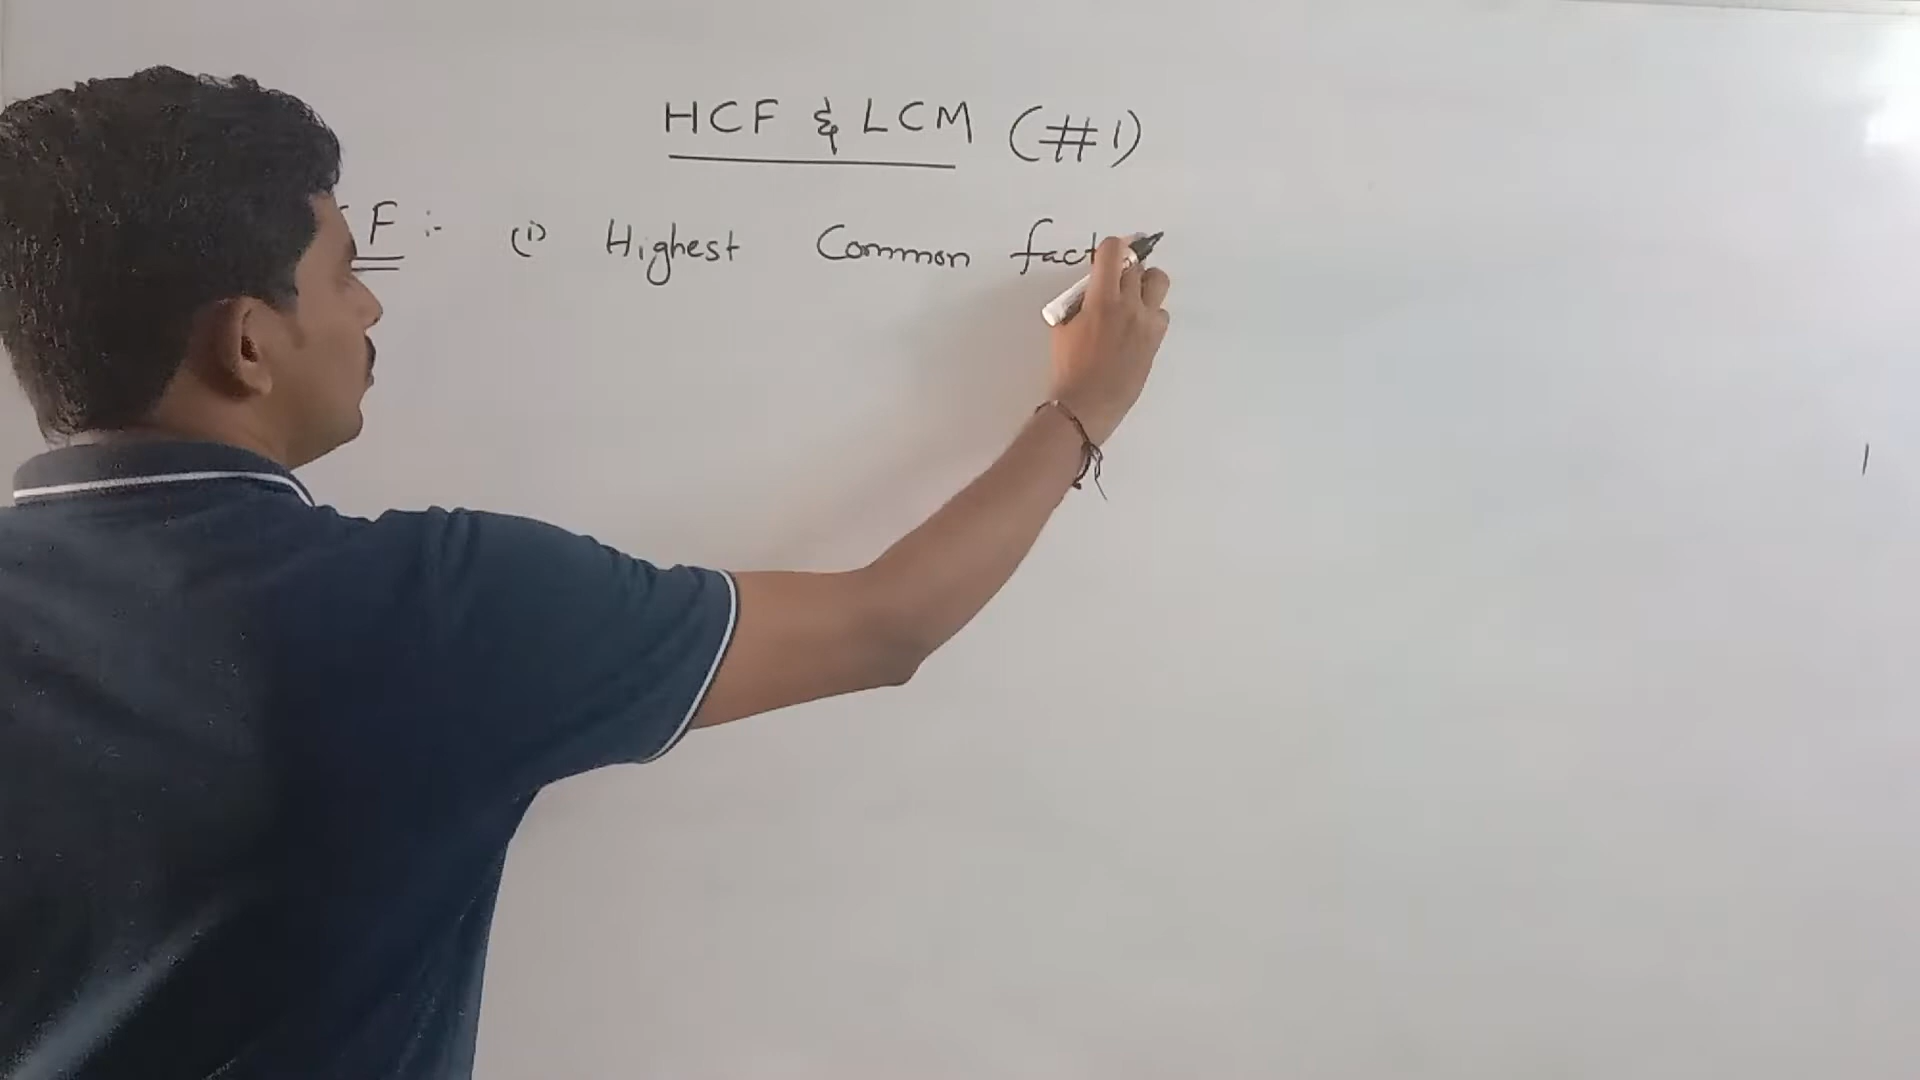 HCF & LCM (#1)
F :- (i) Highest Common fact